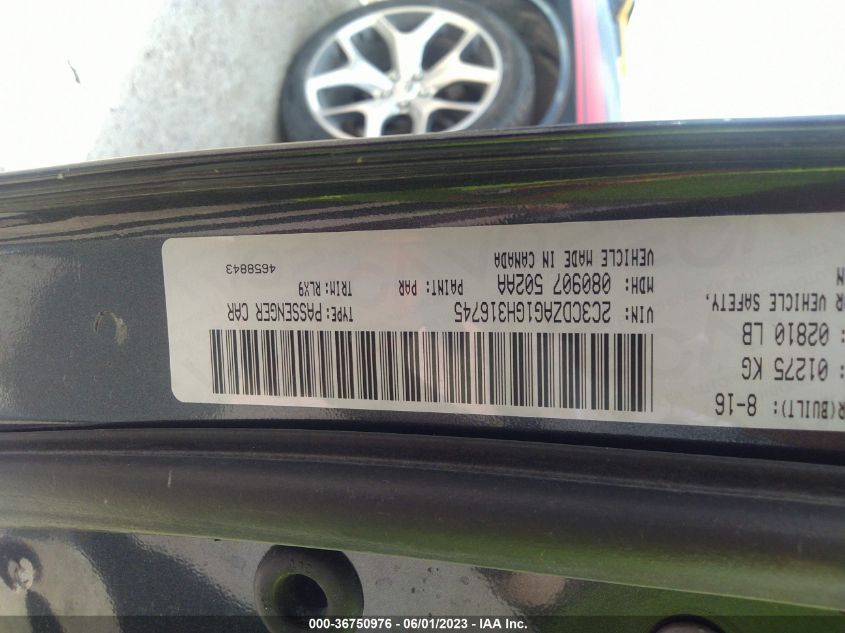 R(BUILT): 8-16
: 01275 KG
: 02810 LB
R VEHICLE SAFETY,
N
VIN: 2C3CDZAG1GH316745 TYPE: PASSENGER CAR
MDH: 080907 502AA PAINT: PAR TRIM: RLX9
VEHICLE MADE IN CANADA 4658843
000-36750976 - 06/01/2023 - IAA Inc.